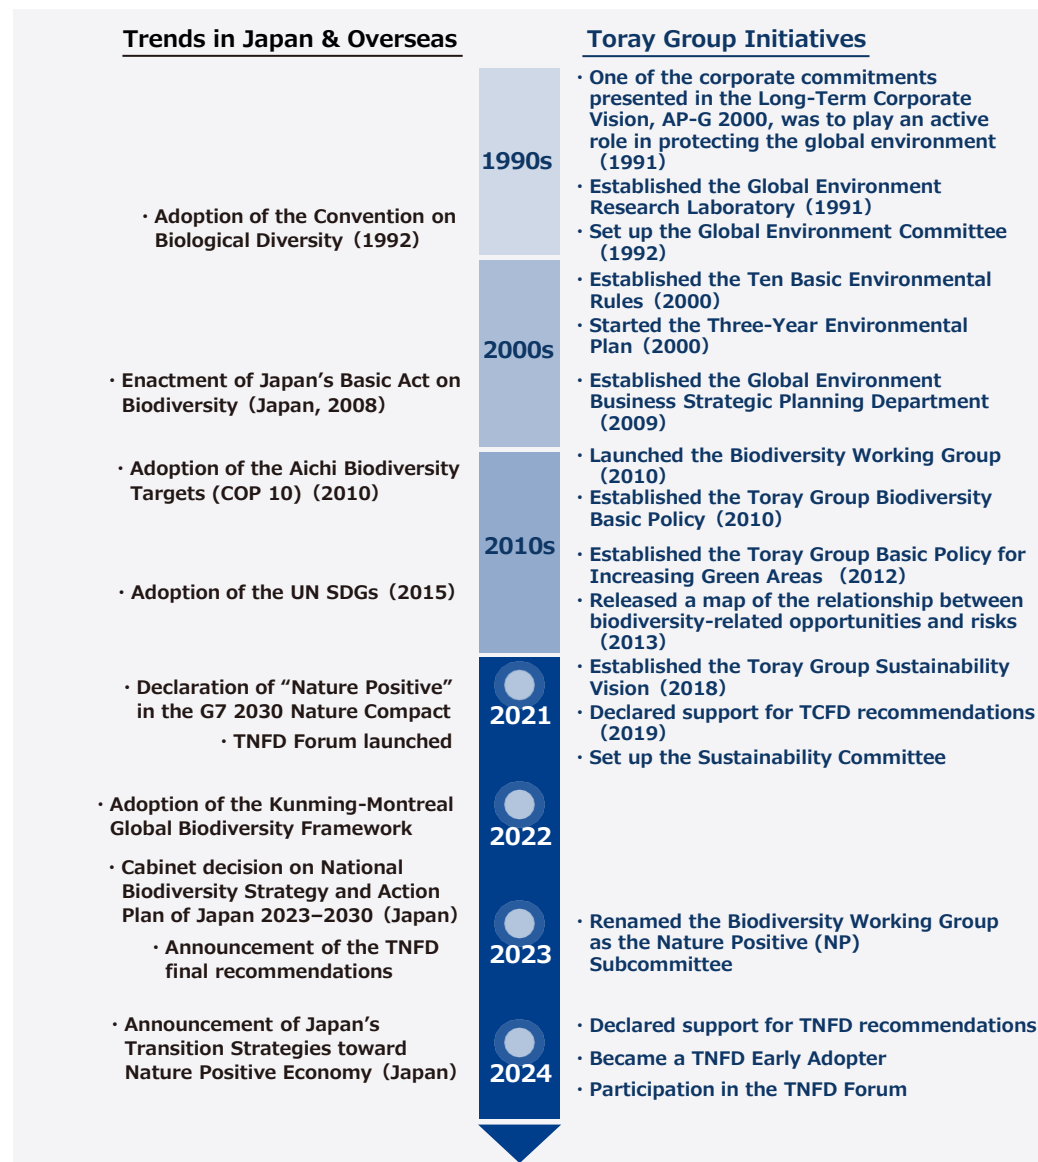 Trends in Japan & Overseas
Toray Group Initiatives
1990s
・Adoption of the Convention on
Biological Diversity（1992）
・One of the corporate commitments
presented in the Long-Term Corporate
Vision, AP-G 2000, was to play an active
role in protecting the global environment
（1991）
・Established the Global Environment
Research Laboratory（1991）
・Set up the Global Environment Committee
（1992）
2000s
・Enactment of Japan’s Basic Act on
Biodiversity（Japan, 2008）
・Established the Ten Basic Environmental
Rules（2000）
・Started the Three-Year Environmental
Plan（2000）
・Established the Global Environment
Business Strategic Planning Department
（2009）
2010s
・Adoption of the Aichi Biodiversity
Targets (COP 10)（2010）
・Adoption of the UN SDGs（2015）
・Launched the Biodiversity Working Group
（2010）
・Established the Toray Group Biodiversity
Basic Policy（2010）
・Established the Toray Group Basic Policy for
Increasing Green Areas （2012）
・Released a map of the relationship between
biodiversity-related opportunities and risks
（2013）
・Established the Toray Group Sustainability
Vision（2018）
・Declared support for TCFD recommendations
（2019）
2021
・Declaration of “Nature Positive”
in the G7 2030 Nature Compact
・TNFD Forum launched
・Set up the Sustainability Committee
2022
・Adoption of the Kunming-Montreal
Global Biodiversity Framework
2023
・Cabinet decision on National
Biodiversity Strategy and Action
Plan of Japan 2023–2030（Japan）
・Announcement of the TNFD
final recommendations
・Renamed the Biodiversity Working Group
as the Nature Positive (NP)
Subcommittee
2024
・Announcement of Japan’s
Transition Strategies toward
Nature Positive Economy（Japan）
・Declared support for TNFD recommendations
・Became a TNFD Early Adopter
・Participation in the TNFD Forum